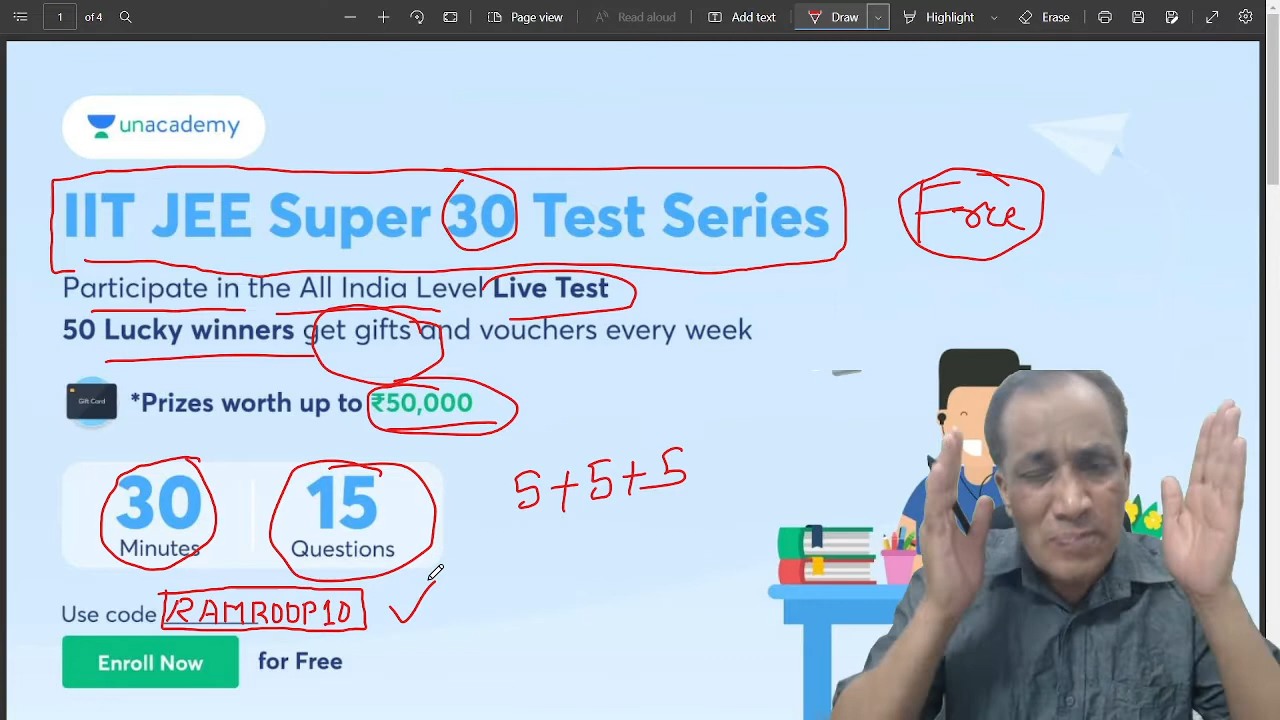 1 of 4 Page view Read aloud Add text Draw Highlight Erase
unacademy
IIT JEE Super 30 Test Series
Free
Participate in the All India Level Live Test
50 Lucky winners get gifts and vouchers every week
Gift Card
*Prizes worth up to ₹50,000
5+5+5
30 15
Minutes Questions
Use code RAMROOP10
Enroll Now for Free